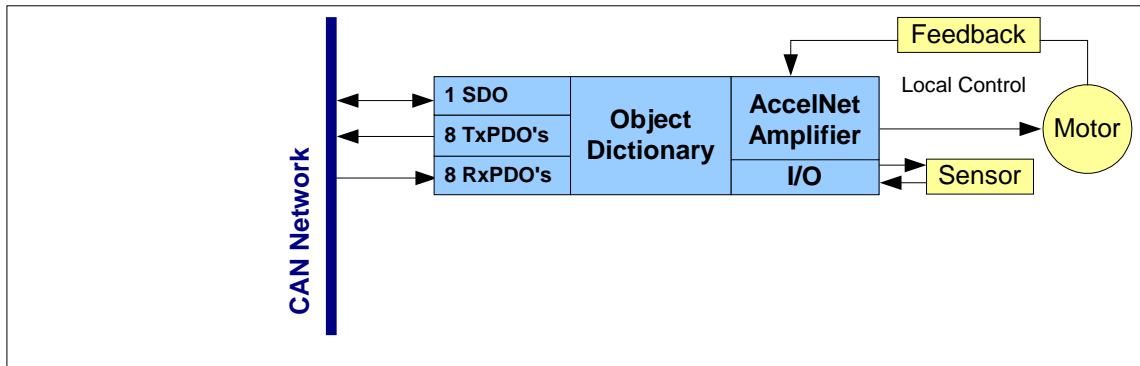 Feedback
Local Control
1 SDO
8 TxPDO's
8 RxPDO's
Object
Dictionary
AccelNet
Amplifier
I/O
Motor
Sensor
CAN Network